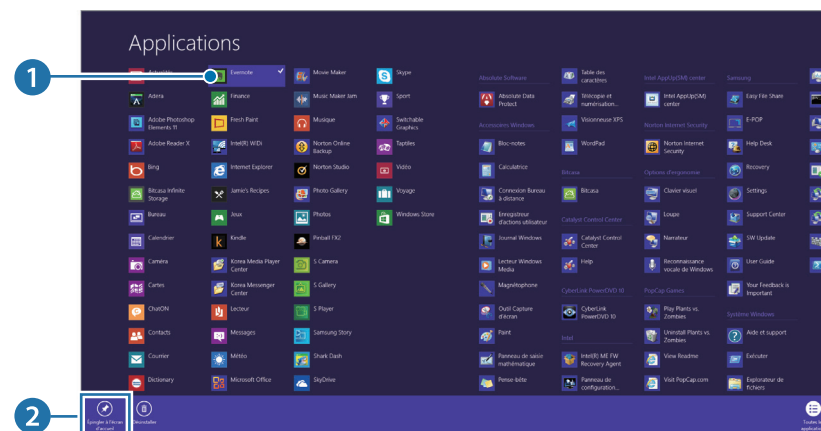 Applications
1
Evernote
Adera
Adobe Photoshop
Elements 11
Adobe Reader X
Bing
Bitcasa Infinite
Storage
Bureau
Calendrier
Caméra
Cartes
ChatON
Contacts
Courrier
Dictionary
Finance
Fresh Paint
Intel(R) WiDi
Internet Explorer
Jamie's Recipes
Jeux
Kindle
Korea Media Player
Center
Korea Messenger
Center
Lecteur
Messages
Météo
Microsoft Office
Movie Maker
Music Maker Jam
Musique
Norton Online
Backup
Norton Studio
Photo Gallery
Photos
Pinball FX2
S Camera
S Gallery
S Player
Samsung Story
Shark Dash
SkyDrive
Skype
Sport
Switchable
Graphics
Taptiles
Vidéo
Voyage
Windows Store
Absolute Software
Absolute Data
Protect
Accessoires Windows
Bloc-notes
Calculatrice
Connexion Bureau
à distance
Enregistreur
d'actions utilisateur
Journal Windows
Lecteur Windows
Media
Magnétophone
Outil Capture
d'écran
Paint
Panneau de saisie
mathématique
Pense-bête
Table des
caractères
Télécopie et
numérisation...
Visionneuse XPS
WordPad
Bitcasa
Bitcasa
Catalyst Control Center
Catalyst Control
Center
Help
CyberLink PowerDVD 10
CyberLink
PowerDVD 10
Intel
Intel(R) ME FW
Recovery Agent
Panneau de
configuration...
Intel AppUp(SM) center
Intel AppUp(SM)
center
Norton Internet Security
Norton Internet
Security
Options d'ergonomie
Clavier visuel
Loupe
Narrateur
Reconnaissance
vocale de Windows
PopCap Games
Play Plants vs.
Zombies
Uninstall Plants vs.
Zombies
View Readme
Visit PopCap.com
Samsung
Easy File Share
E-POP
Help Desk
Recovery
Settings
Support Center
SW Update
User Guide
Your Feedback is
Important
Système Windows
Aide et support
Exécuter
Explorateur de
fichiers
2
Épingler à l'écran
d'accueil
Désinstaller
Toutes